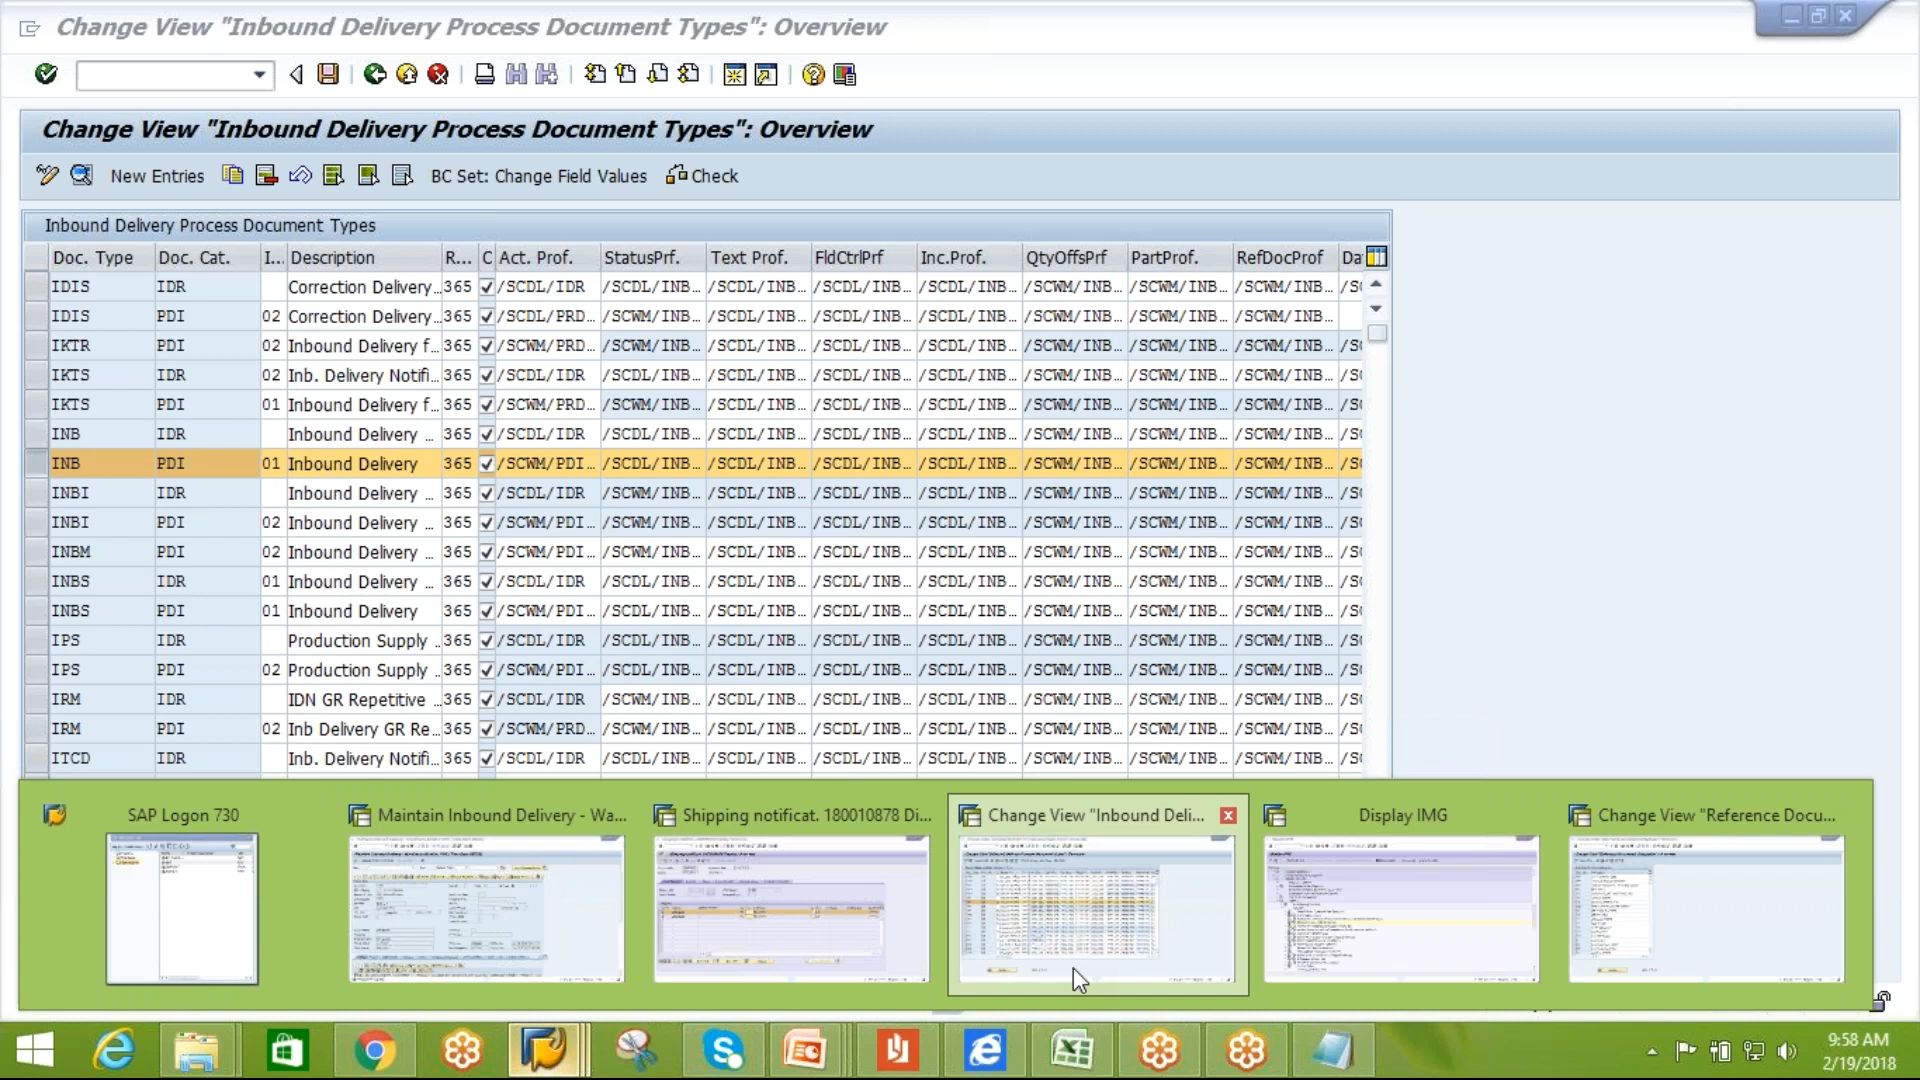 Change View "Inbound Delivery Process Document Types": Overview
Change View "Inbound Delivery Process Document Types": Overview
New Entries BC Set: Change Field Values Check
Inbound Delivery Process Document Types
Doc. Type Doc. Cat. I... Description R... C Act. Prof. StatusPrf. Text Prof. FldCtrlPrf Inc.Prof. QtyOffsPrf PartProf. RefDocProf Da
IDIS IDR Correction Delivery... 365 /SCDL/IDR /SCDL/INB... /SCDL/INB... /SCDL/INB... /SCDL/INB... /SCWM/INB... /SCWM/INB... /SCWM/INB...
IDIS PDI 02 Correction Delivery... 365 /SCDL/PRD... /SCWM/INB... /SCDL/INB... /SCDL/INB... /SCDL/INB... /SCWM/INB... /SCWM/INB... /SCWM/INB...
IKTR PDI 02 Inbound Delivery f... 365 /SCWM/PRD... /SCWM/INB... /SCDL/INB... /SCDL/INB... /SCDL/INB... /SCWM/INB... /SCWM/INB... /SCWM/INB... /S
IKTS IDR 02 Inb. Delivery Notifi... 365 /SCDL/IDR /SCDL/INB... /SCDL/INB... /SCDL/INB... /SCDL/INB... /SCWM/INB... /SCWM/INB... /SCWM/INB... /S
IKTS PDI 01 Inbound Delivery f... 365 /SCWM/PRD... /SCWM/INB... /SCDL/INB... /SCDL/INB... /SCDL/INB... /SCWM/INB... /SCWM/INB... /SCWM/INB... /S
INB IDR Inbound Delivery ... 365 /SCDL/IDR /SCDL/INB... /SCDL/INB... /SCDL/INB... /SCDL/INB... /SCWM/INB... /SCWM/INB... /SCWM/INB... /S
INB PDI 01 Inbound Delivery 365 /SCWM/PDI... /SCWM/INB... /SCDL/INB... /SCDL/INB... /SCDL/INB... /SCWM/INB... /SCWM/INB... /SCWM/INB... /S
INBI IDR Inbound Delivery ... 365 /SCDL/IDR /SCWM/INB... /SCDL/INB... /SCDL/INB... /SCDL/INB... /SCWM/INB... /SCWM/INB... /SCWM/INB... /S
INBI PDI 02 Inbound Delivery ... 365 /SCWM/PDI... /SCWM/INB... /SCDL/INB... /SCDL/INB... /SCDL/INB... /SCWM/INB... /SCWM/INB... /SCWM/INB... /S
INBM PDI 02 Inbound Delivery ... 365 /SCWM/PDI... /SCWM/INB... /SCDL/INB... /SCDL/INB... /SCDL/INB... /SCWM/INB... /SCWM/INB... /SCWM/INB... /S
INBS IDR 01 Inbound Delivery ... 365 /SCDL/IDR /SCDL/INB... /SCDL/INB... /SCDL/INB... /SCDL/INB... /SCWM/INB... /SCWM/INB... /SCWM/INB... /S
INBS PDI 01 Inbound Delivery 365 /SCWM/PDI... /SCWM/INB... /SCDL/INB... /SCDL/INB... /SCDL/INB... /SCWM/INB... /SCWM/INB... /SCWM/INB... /S
IPS IDR Production Supply ... 365 /SCDL/IDR /SCDL/INB... /SCDL/INB... /SCDL/INB... /SCDL/INB... /SCWM/INB... /SCWM/INB... /SCWM/INB... /S
IPS PDI 02 Production Supply ... 365 /SCWM/PDI... /SCDL/INB... /SCDL/INB... /SCDL/INB... /SCDL/INB... /SCWM/INB... /SCWM/INB... /SCWM/INB... /S
IRM IDR IDN GR Repetitive ... 365 /SCDL/IDR /SCWM/INB... /SCDL/INB... /SCDL/INB... /SCDL/INB... /SCWM/INB... /SCWM/INB... /SCWM/INB... /S
IRM PDI 02 Inb Delivery GR Re... 365 /SCWM/PRD... /SCWM/INB... /SCDL/INB... /SCDL/INB... /SCDL/INB... /SCWM/INB... /SCWM/INB... /SCWM/INB... /S
ITCD IDR Inb. Delivery Notifi... 365 /SCDL/IDR /SCDL/INB... /SCDL/INB... /SCDL/INB... /SCDL/INB... /SCWM/INB... /SCWM/INB... /SCWM/INB... /S
SAP Logon 730 Maintain Inbound Delivery - Wa... Shipping notificat. 180010878 Di... Change View "Inbound Deli... Display IMG Change View "Reference Docu...
9:58 AM
2/19/2018